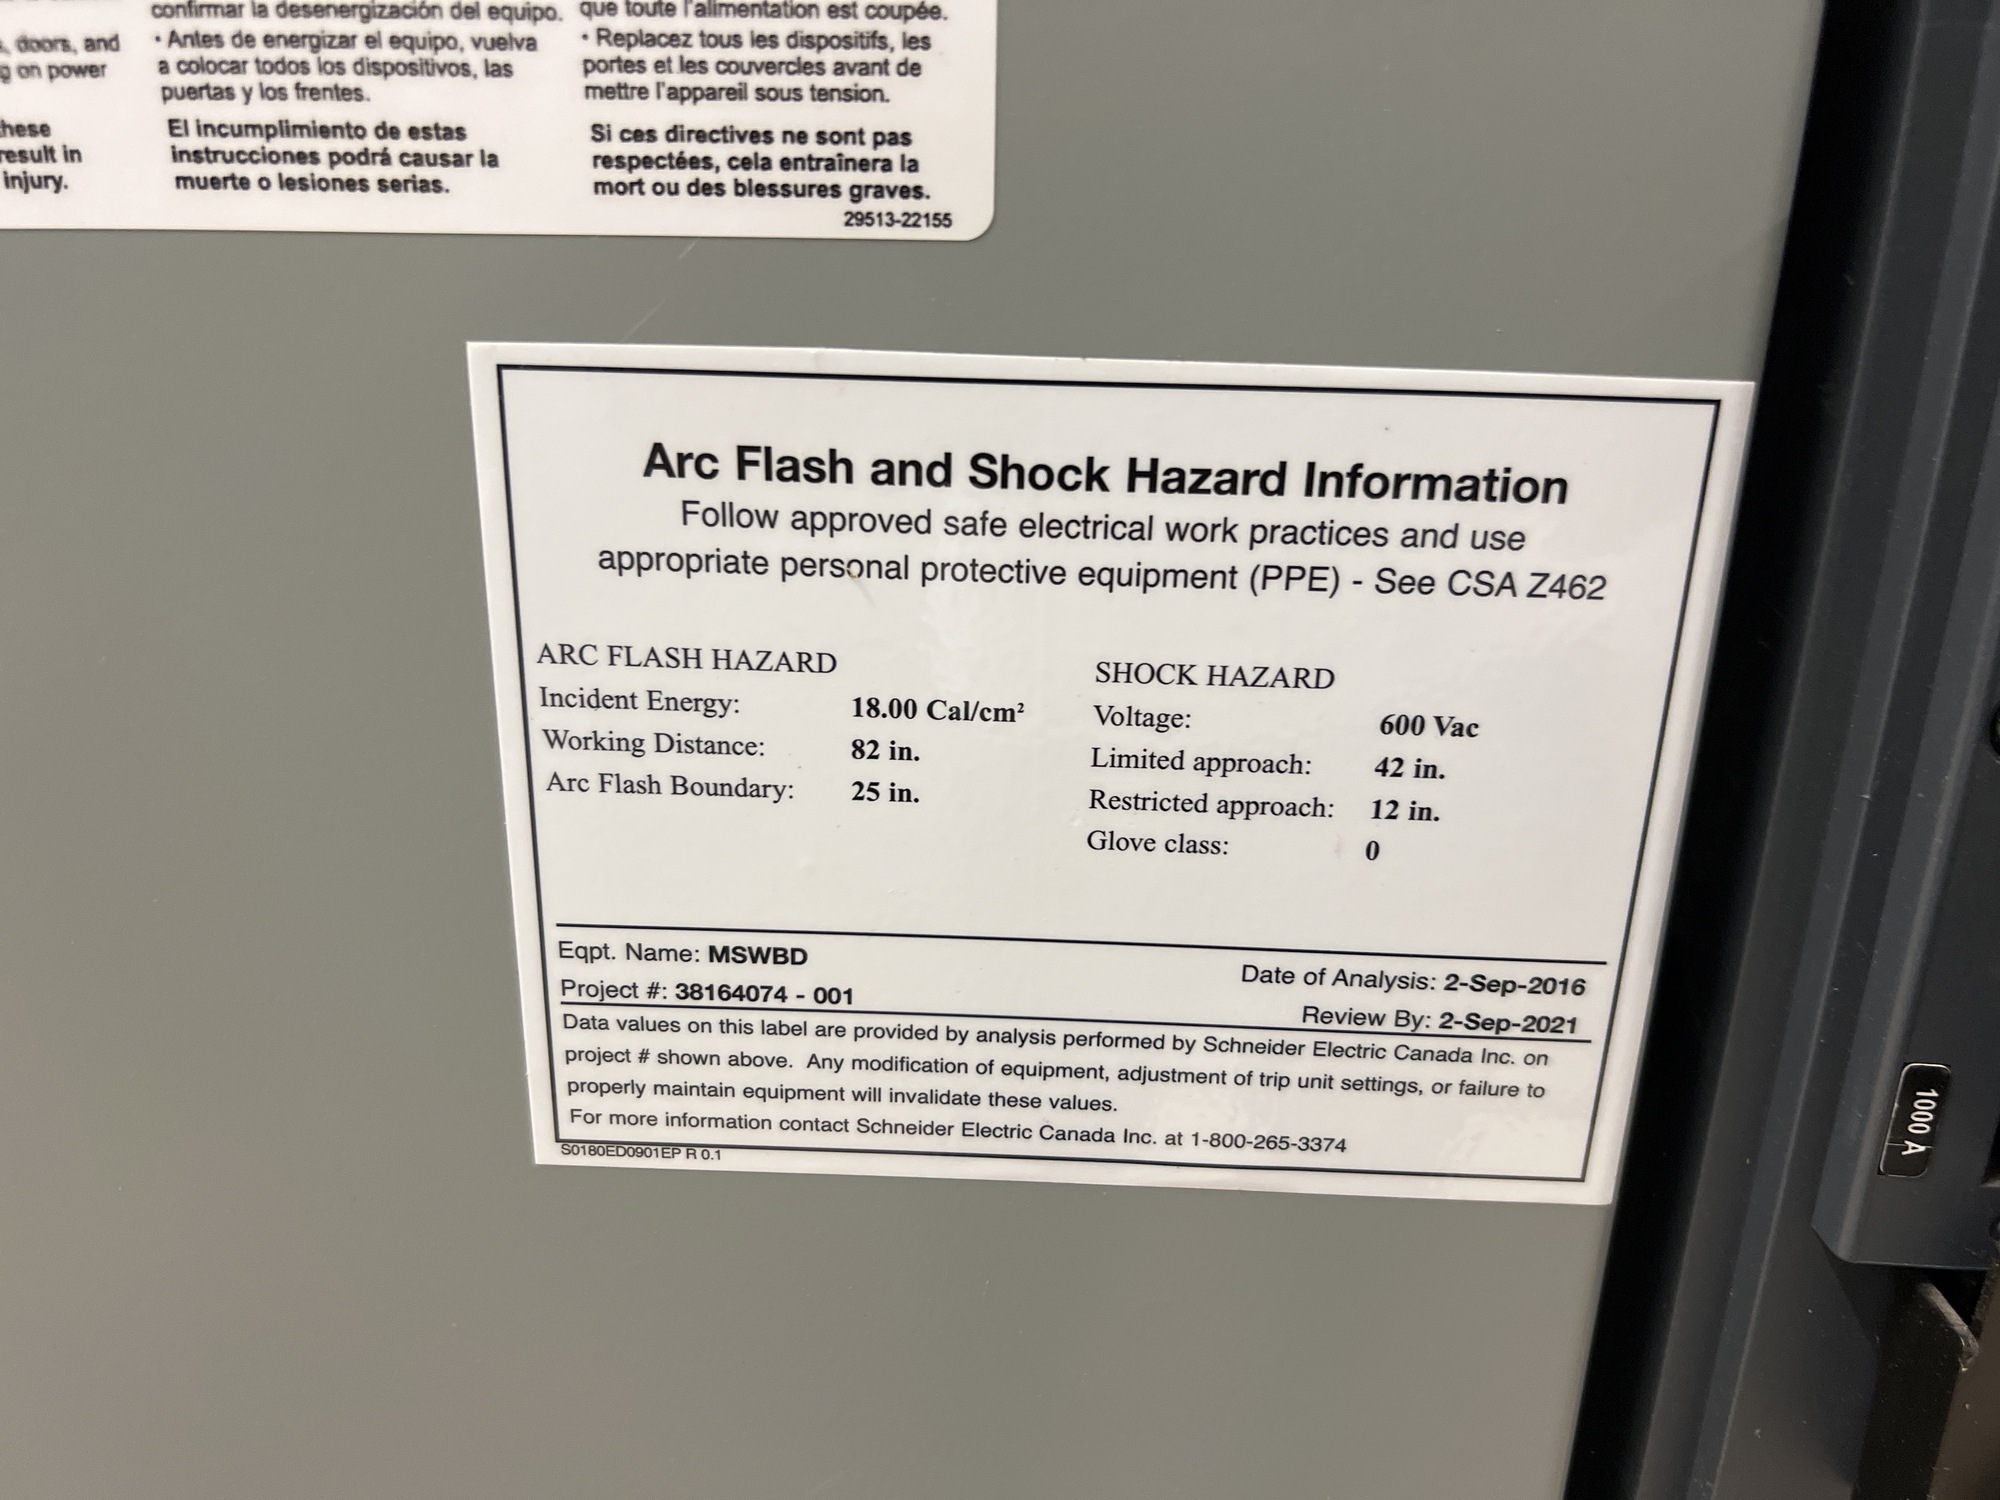 doors, and
on power
these
result in
injury.
confirmar la desenergización del equipo.
• Antes de energizar el equipo, vuelva
a colocar todos los dispositivos, las
puertas y los frentes.
El incumplimiento de estas
instrucciones podrá causar la
muerte o lesiones serias.
que toute l'alimentation est coupée.
• Replacez tous les dispositifs, les
portes et les couvercles avant de
mettre l'appareil sous tension.
Si ces directives ne sont pas
respectées, cela entraînera la
mort ou des blessures graves.
29513-22155
Arc Flash and Shock Hazard Information
Follow approved safe electrical work practices and use
appropriate personal protective equipment (PPE) - See CSA Z462
ARC FLASH HAZARD
Incident Energy: 18.00 Cal/cm²
Working Distance: 82 in.
Arc Flash Boundary: 25 in.
SHOCK HAZARD
Voltage: 600 Vac
Limited approach: 42 in.
Restricted approach: 12 in.
Glove class: 0
Eqpt. Name: MSWBD
Project #: 38164074 - 001
Date of Analysis: 2-Sep-2016
Review By: 2-Sep-2021
Data values on this label are provided by analysis performed by Schneider Electric Canada Inc. on
project # shown above. Any modification of equipment, adjustment of trip unit settings, or failure to
properly maintain equipment will invalidate these values.
For more information contact Schneider Electric Canada Inc. at 1-800-265-3374
S0180ED0901EP R 0.1
1000 A